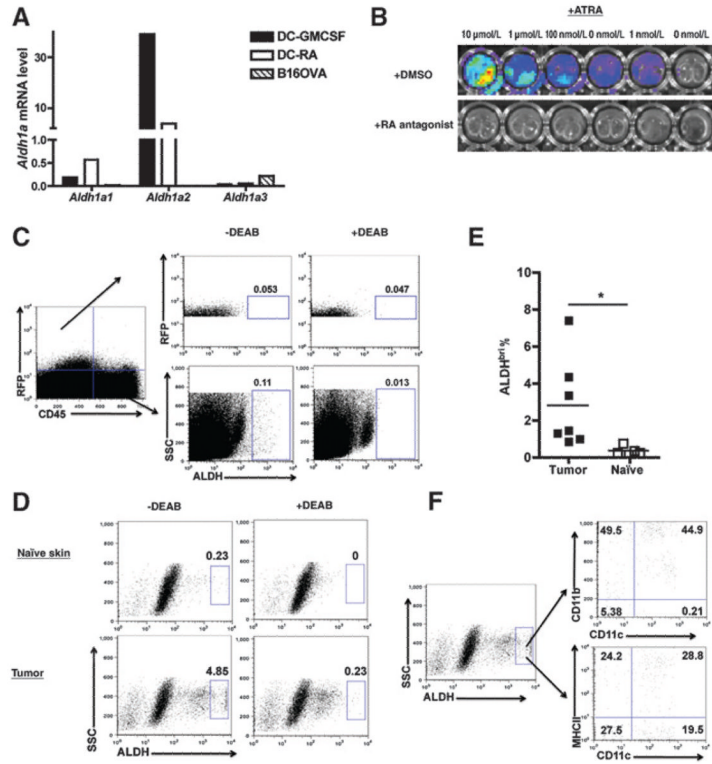 A
B
+ATRA
10 μmol/L 1 μmol/L 100 nmol/L 0 nmol/L 1 nmol/L 0 nmol/L
+DMSO
+RA antagonist
Aldh1a mRNA level
30
10
1.0
0.5
0.0
DC-GMCSF
DC-RA
B16OVA
Aldh1a1 Aldh1a2 Aldh1a3
C
-DEAB +DEAB
RFP
CD45
0 200 400 600 800
RFP
0.053
0.047
SSC
0.11
0.013
ALDH
D
-DEAB +DEAB
Naïve skin
0.23
0
Tumor
4.85
0.23
SSC
ALDH
E
ALDHbri%
10
8
6
4
2
0
*
Tumor Naïve
F
SSC
ALDH
CD11b
49.5 44.9
5.38 0.21
CD11c
MHCII
24.2 28.8
27.5 19.5
CD11c